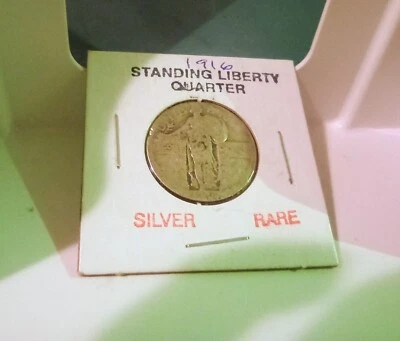 1916
STANDING LIBERTY
QUARTER
SILVER RARE